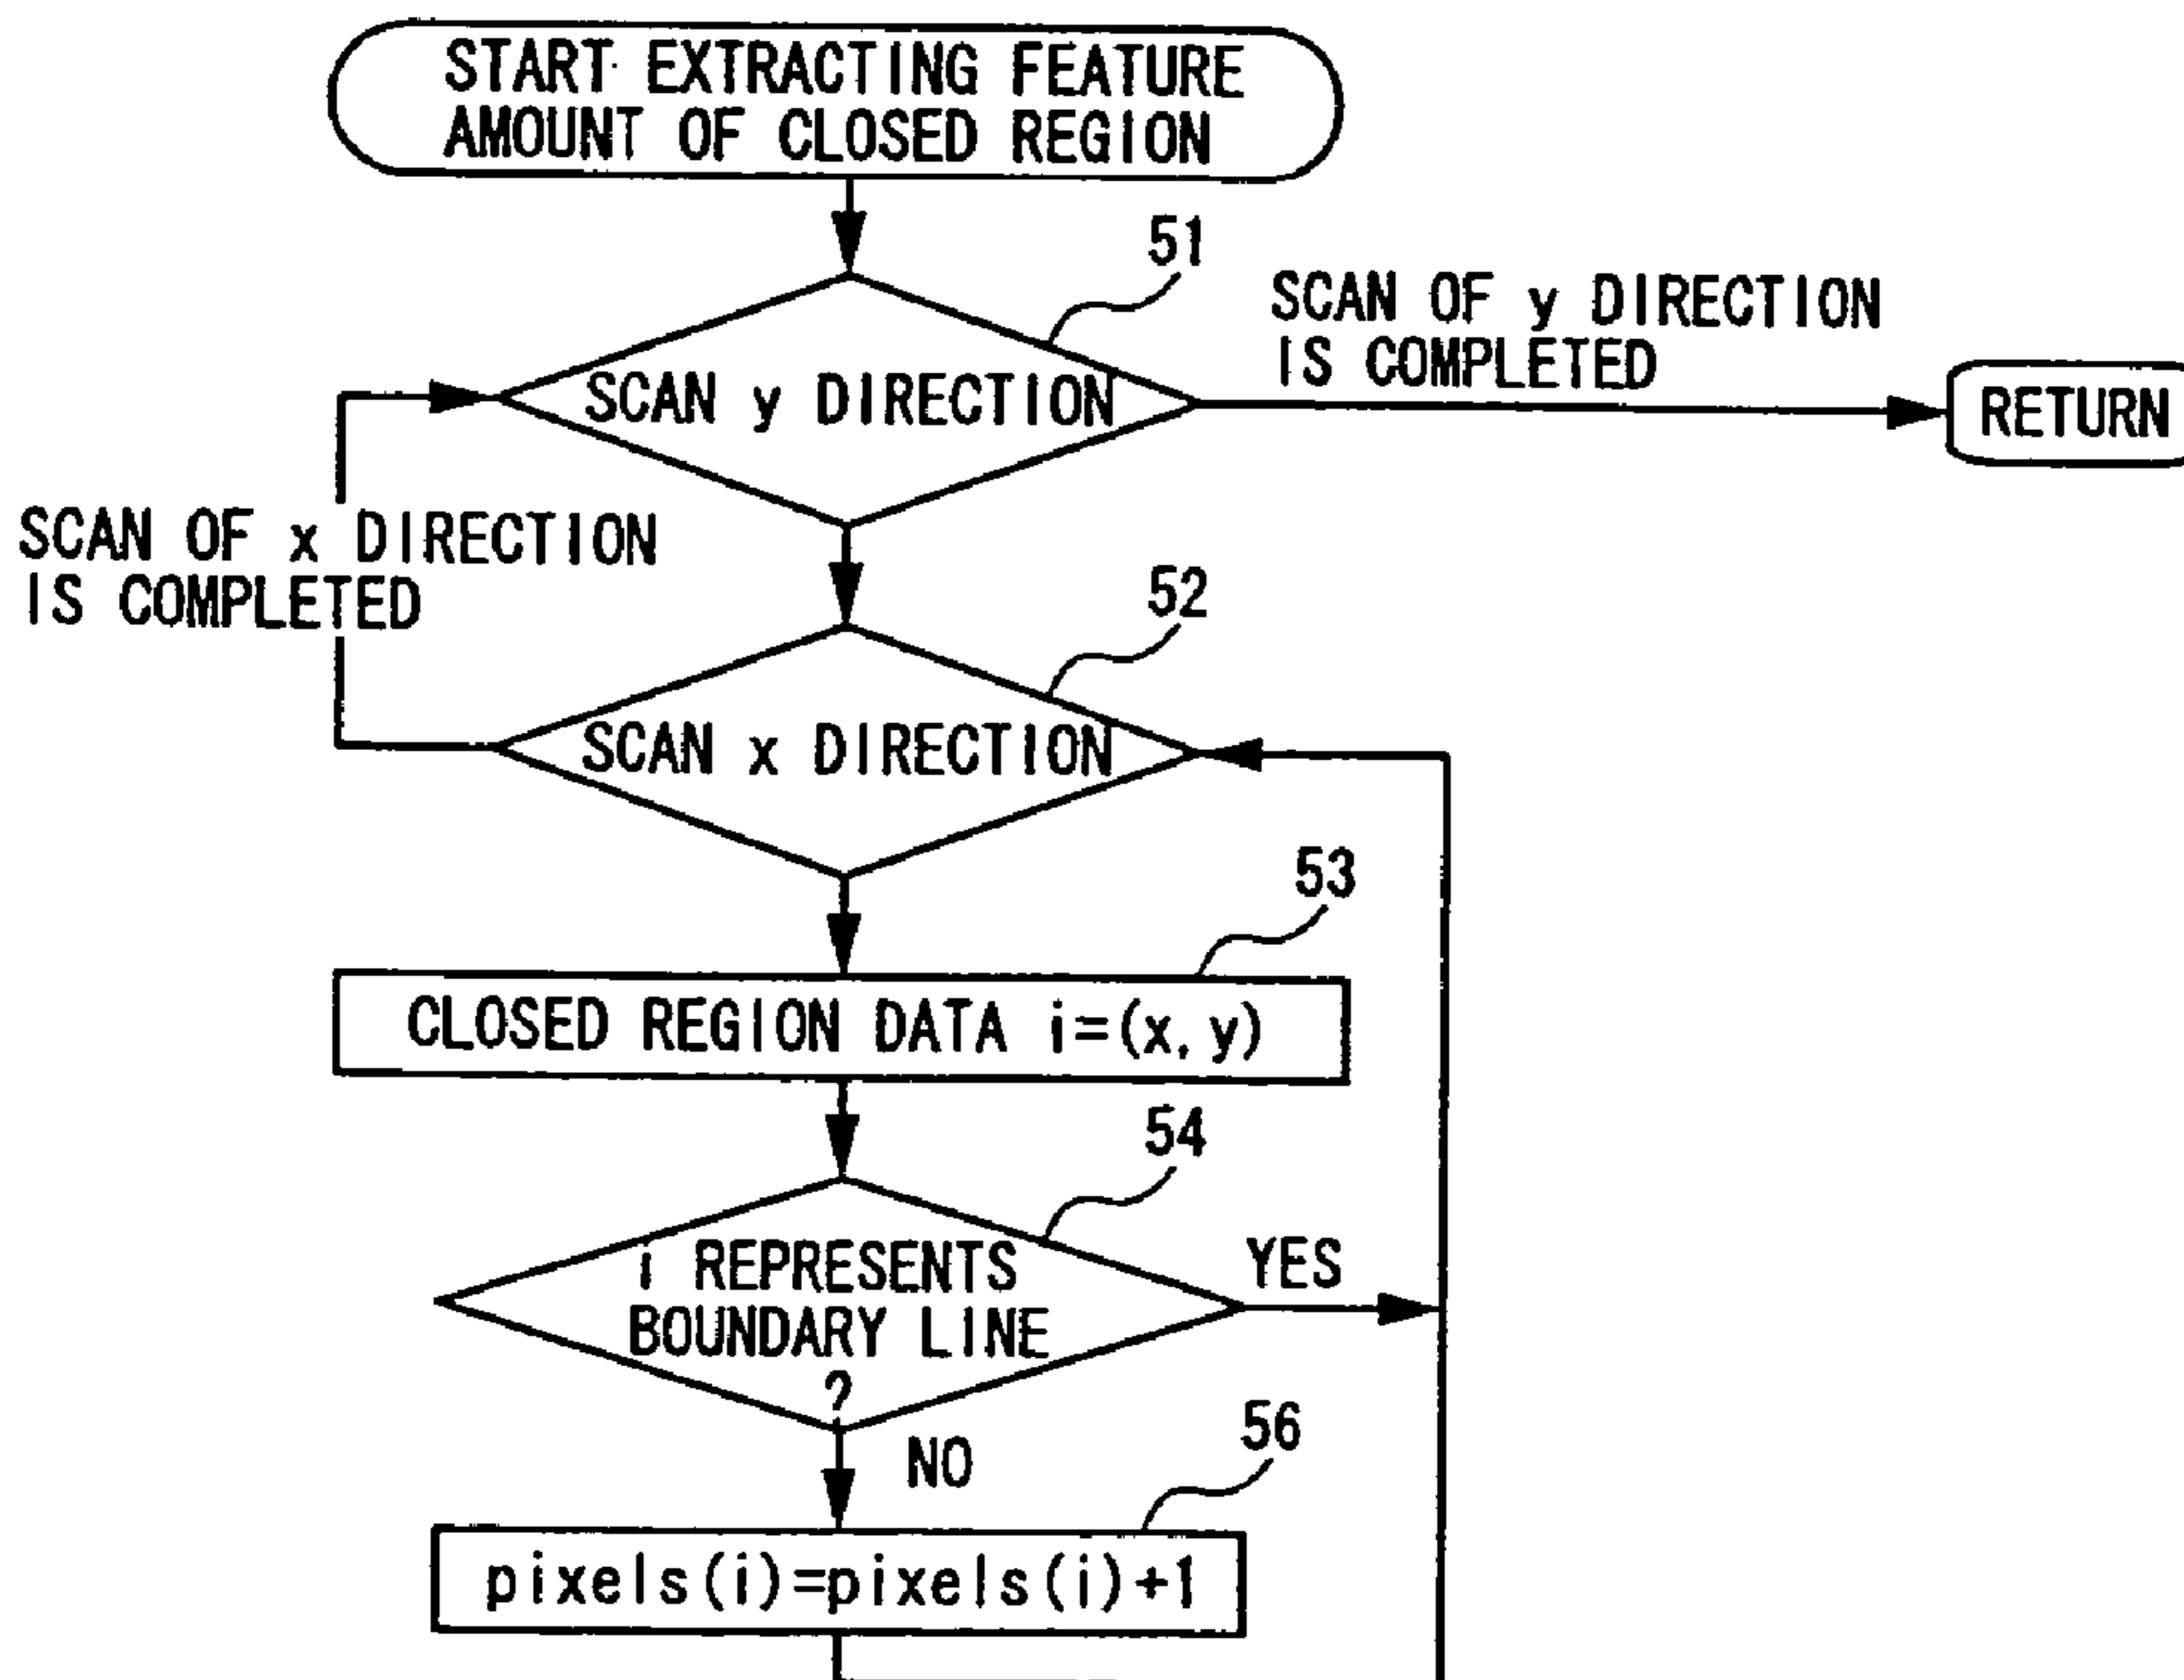 START EXTRACTING FEATURE
AMOUNT OF CLOSED REGION
51
SCAN OF y DIRECTION
IS COMPLETED
SCAN y DIRECTION
RETURN
SCAN OF x DIRECTION
IS COMPLETED
52
SCAN x DIRECTION
53
CLOSED REGION DATA i=(x, y)
54
i REPRESENTS
BOUNDARY LINE
?
YES
NO
56
pixels(i)=pixels(i)+1